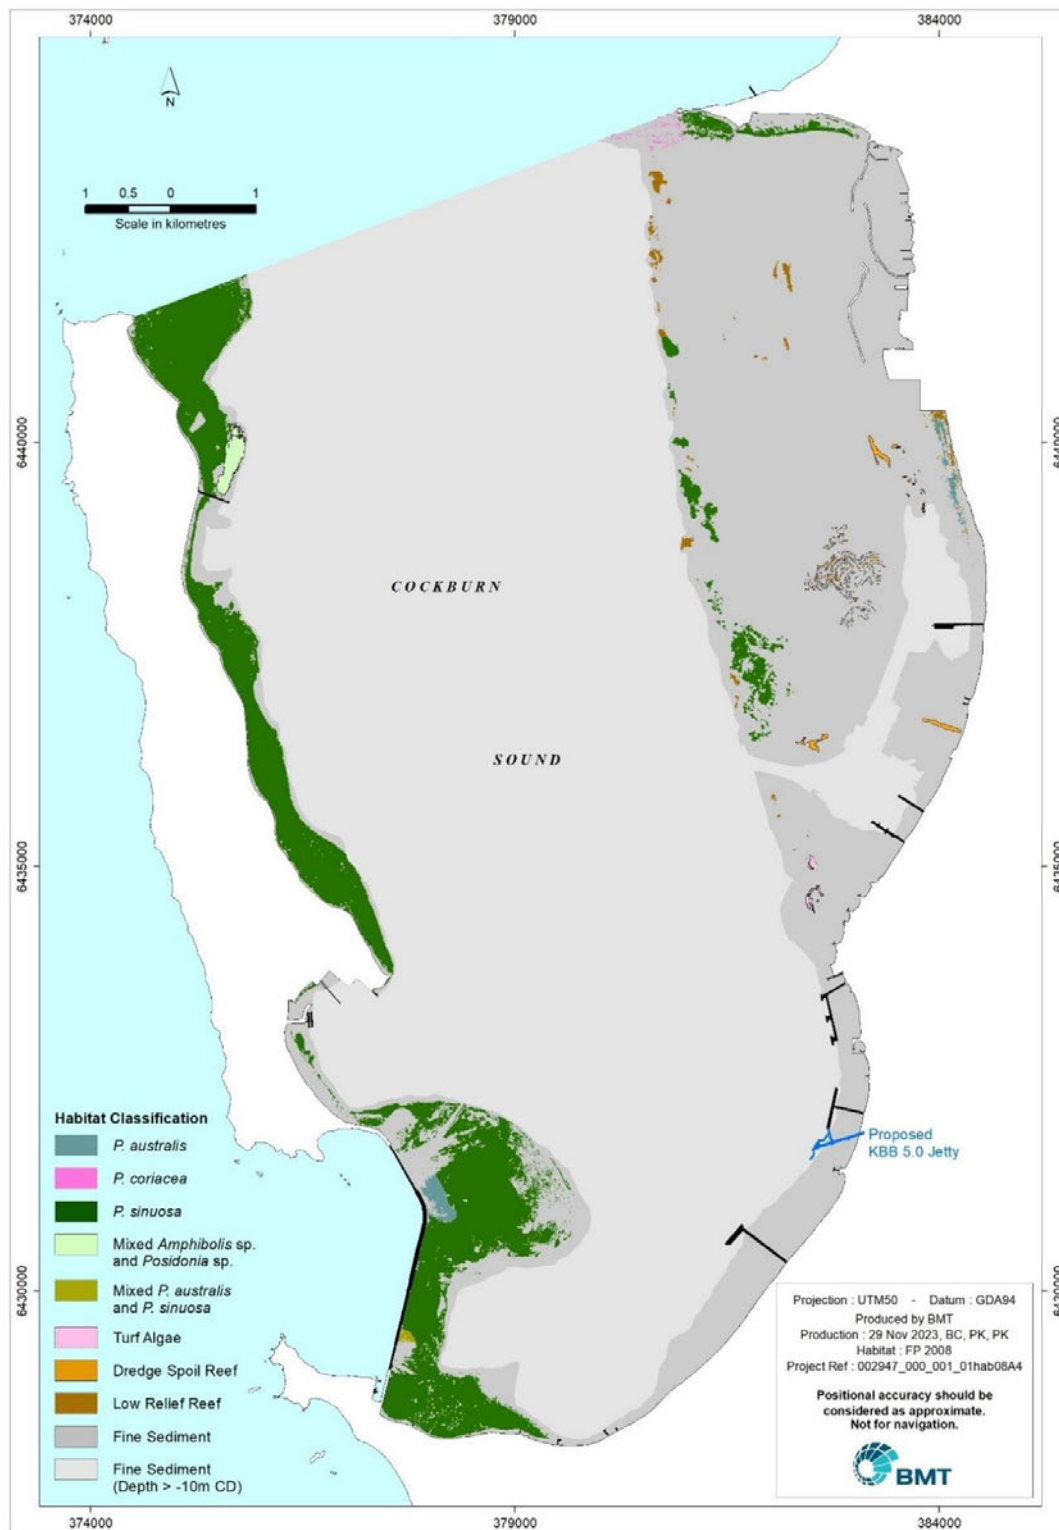 374000
379000
384000
N
1 0.5 0 1
Scale in kilometres
6440000
6440000
COCKBURN
SOUND
6435000
6435000
Proposed
KBB 5.0 Jetty
6430000
6430000
Habitat Classification
P. australis
P. coriacea
P. sinuosa
Mixed Amphibolis sp.
and Posidonia sp.
Mixed P. australis
and P. sinuosa
Turf Algae
Dredge Spoil Reef
Low Relief Reef
Fine Sediment
Fine Sediment
(Depth > -10m CD)
Projection : UTM50 - Datum : GDA94
Produced by BMT
Production : 29 Nov 2023, BC, PK, PK
Habitat : FP 2008
Project Ref : 002947_000_001_01hab08A4
Positional accuracy should be
considered as approximate.
Not for navigation.
BMT
374000
379000
384000